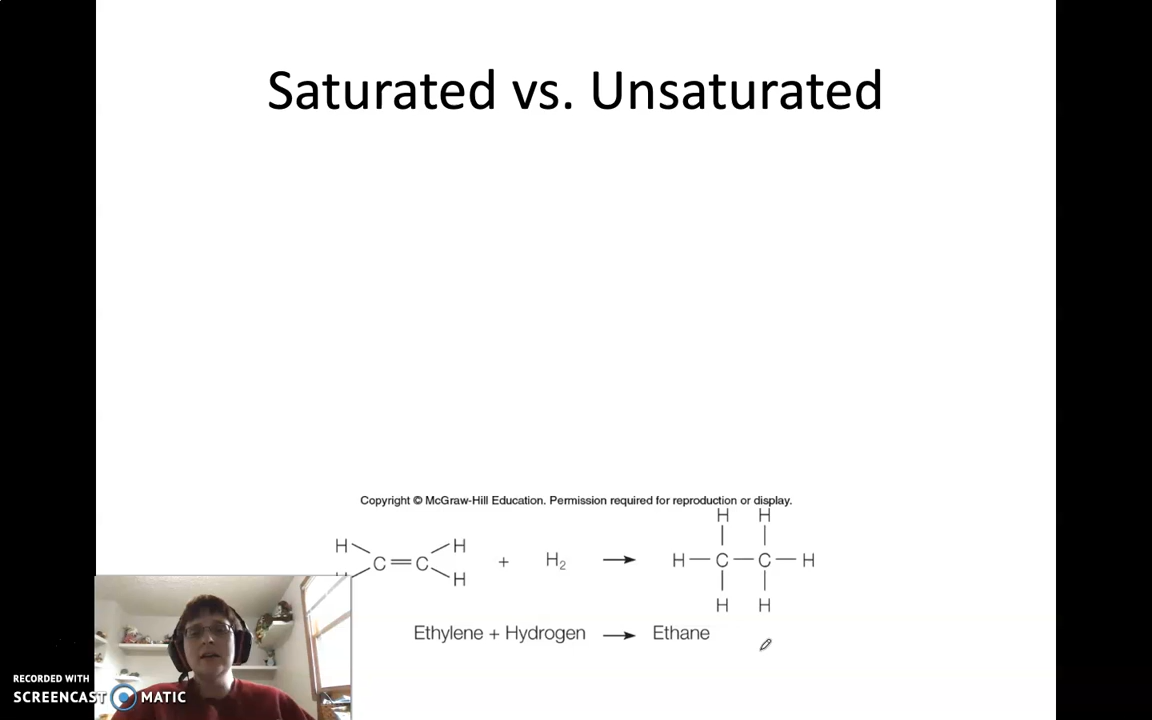 Saturated vs. Unsaturated
Copyright © McGraw-Hill Education. Permission required for reproduction or display.
H H
H H
C = C + H₂ → H — C — C — H
H
H H
Ethylene + Hydrogen → Ethane
RECORDED WITH
SCREENCAST MATIC